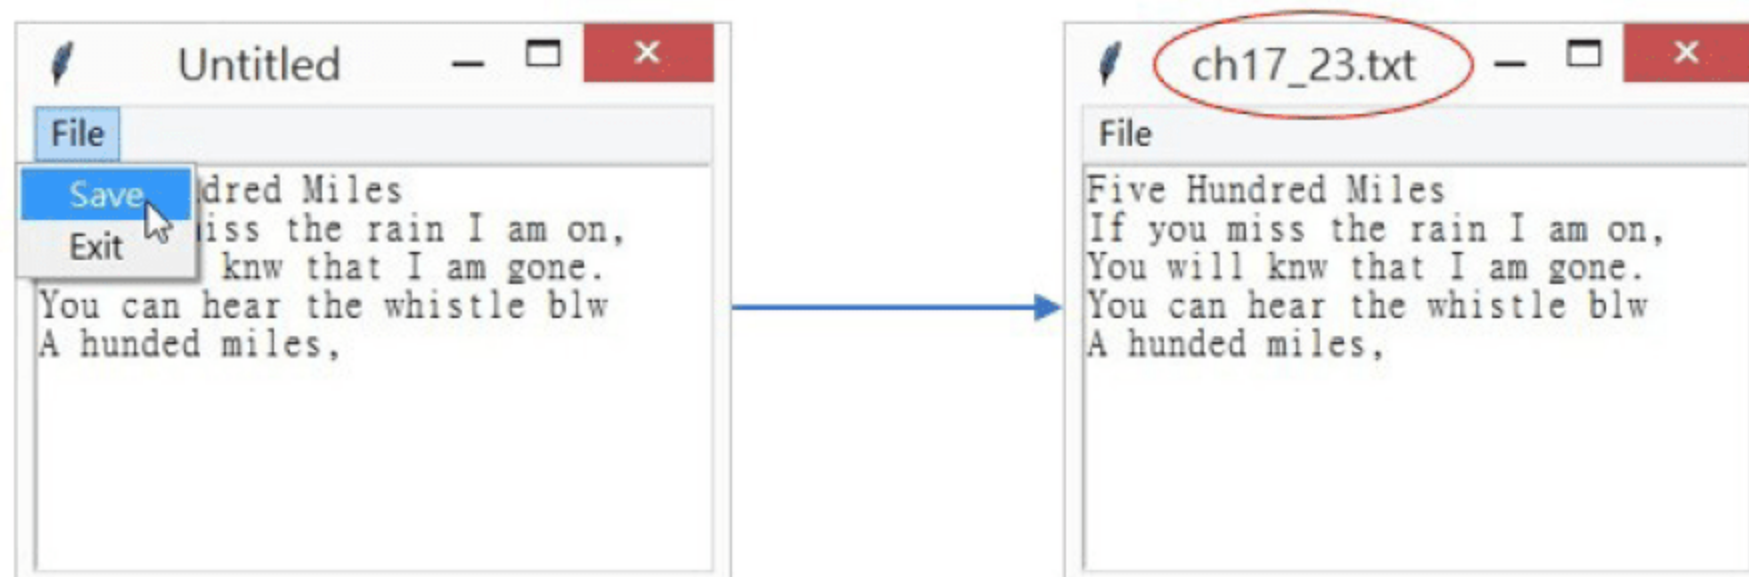 Untitled
File
Save
Exit
dred Miles
iss the rain I am on,
knw that I am gone.
You can hear the whistle blw
A hunded miles,
ch17_23.txt
File
Five Hundred Miles
If you miss the rain I am on,
You will knw that I am gone.
You can hear the whistle blw
A hunded miles,